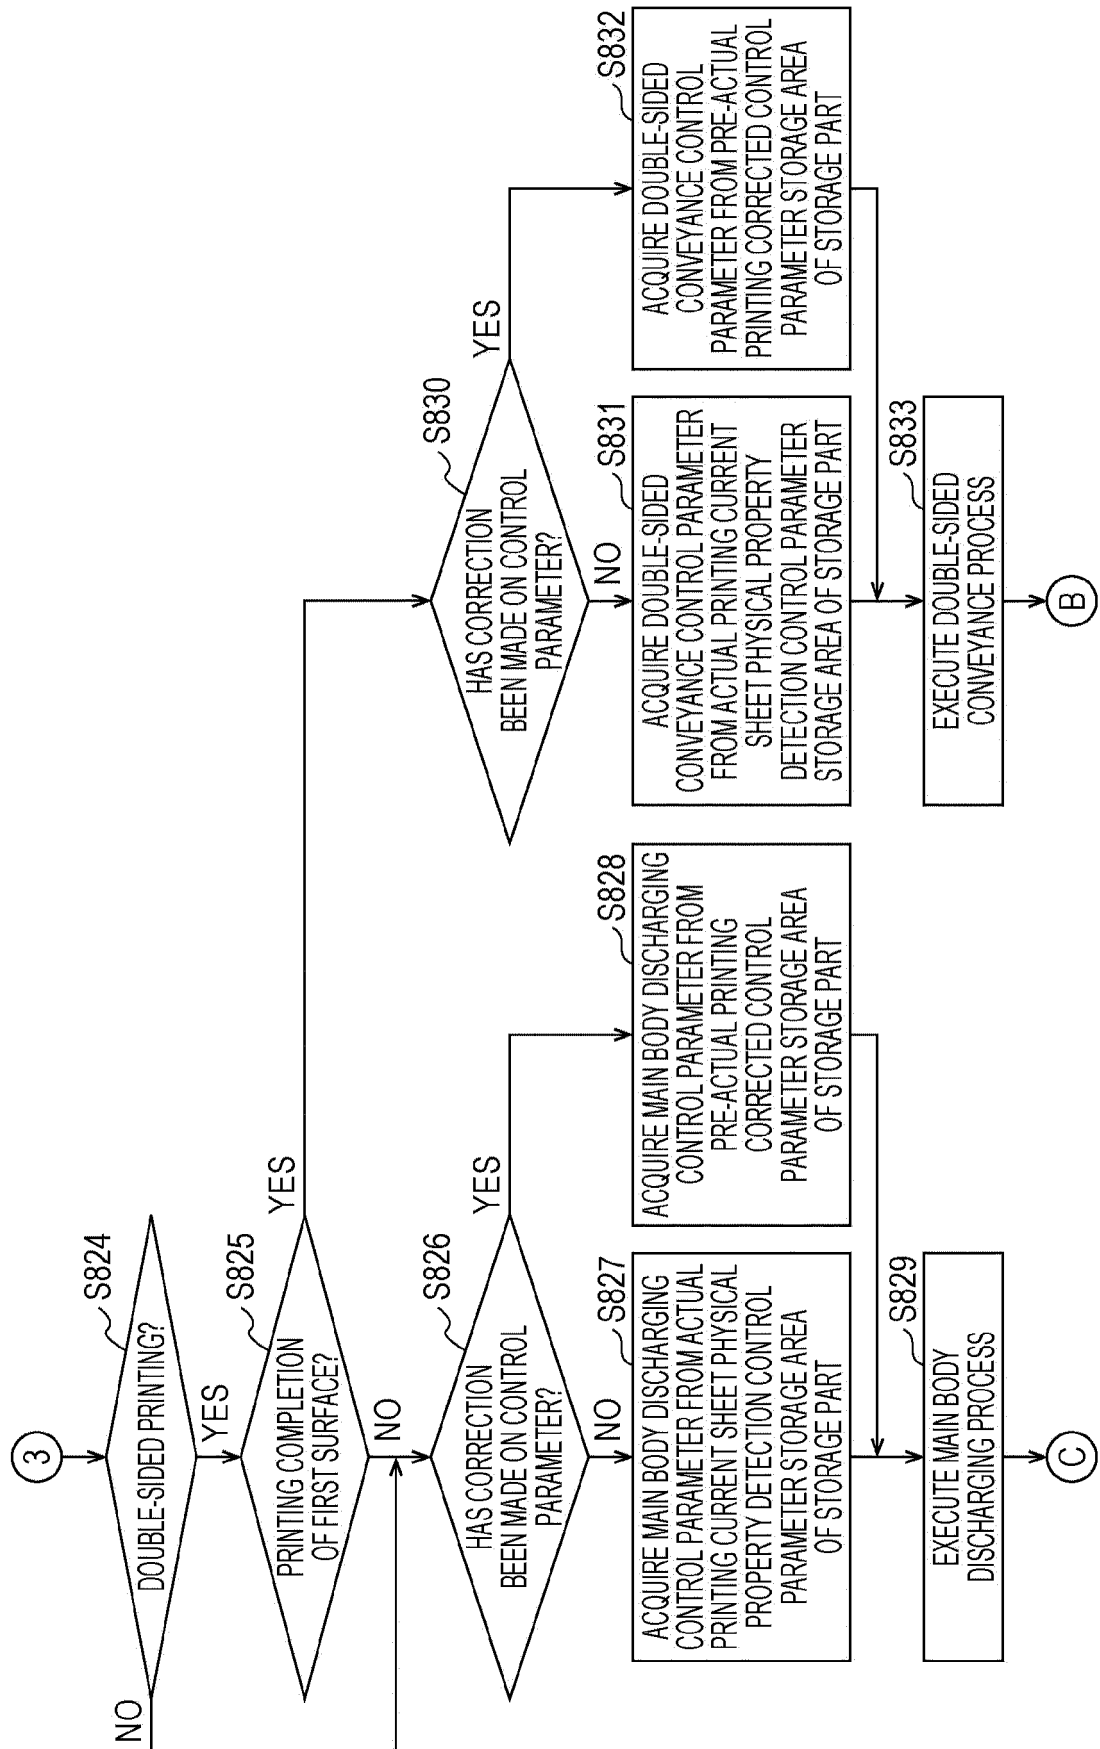 3
S824
DOUBLE-SIDED PRINTING?
NO
YES
S825
PRINTING COMPLETION
OF FIRST SURFACE?
YES
NO
S826
HAS CORRECTION
BEEN MADE ON CONTROL
PARAMETER?
YES
NO
S827
ACQUIRE MAIN BODY DISCHARGING
CONTROL PARAMETER FROM ACTUAL
PRINTING CURRENT SHEET PHYSICAL
PROPERTY DETECTION CONTROL
PARAMETER STORAGE AREA
OF STORAGE PART
S828
ACQUIRE MAIN BODY DISCHARGING
CONTROL PARAMETER FROM
PRE-ACTUAL PRINTING
CORRECTED CONTROL
PARAMETER STORAGE AREA
OF STORAGE PART
S829
EXECUTE MAIN BODY
DISCHARGING PROCESS
C
S830
HAS CORRECTION
BEEN MADE ON CONTROL
PARAMETER?
YES
NO
S831
ACQUIRE DOUBLE-SIDED
CONVEYANCE CONTROL PARAMETER
FROM ACTUAL PRINTING CURRENT
SHEET PHYSICAL PROPERTY
DETECTION CONTROL PARAMETER
STORAGE AREA OF STORAGE PART
S832
ACQUIRE DOUBLE-SIDED
CONVEYANCE CONTROL
PARAMETER FROM PRE-ACTUAL
PRINTING CORRECTED CONTROL
PARAMETER STORAGE AREA
OF STORAGE PART
S833
EXECUTE DOUBLE-SIDED
CONVEYANCE PROCESS
B